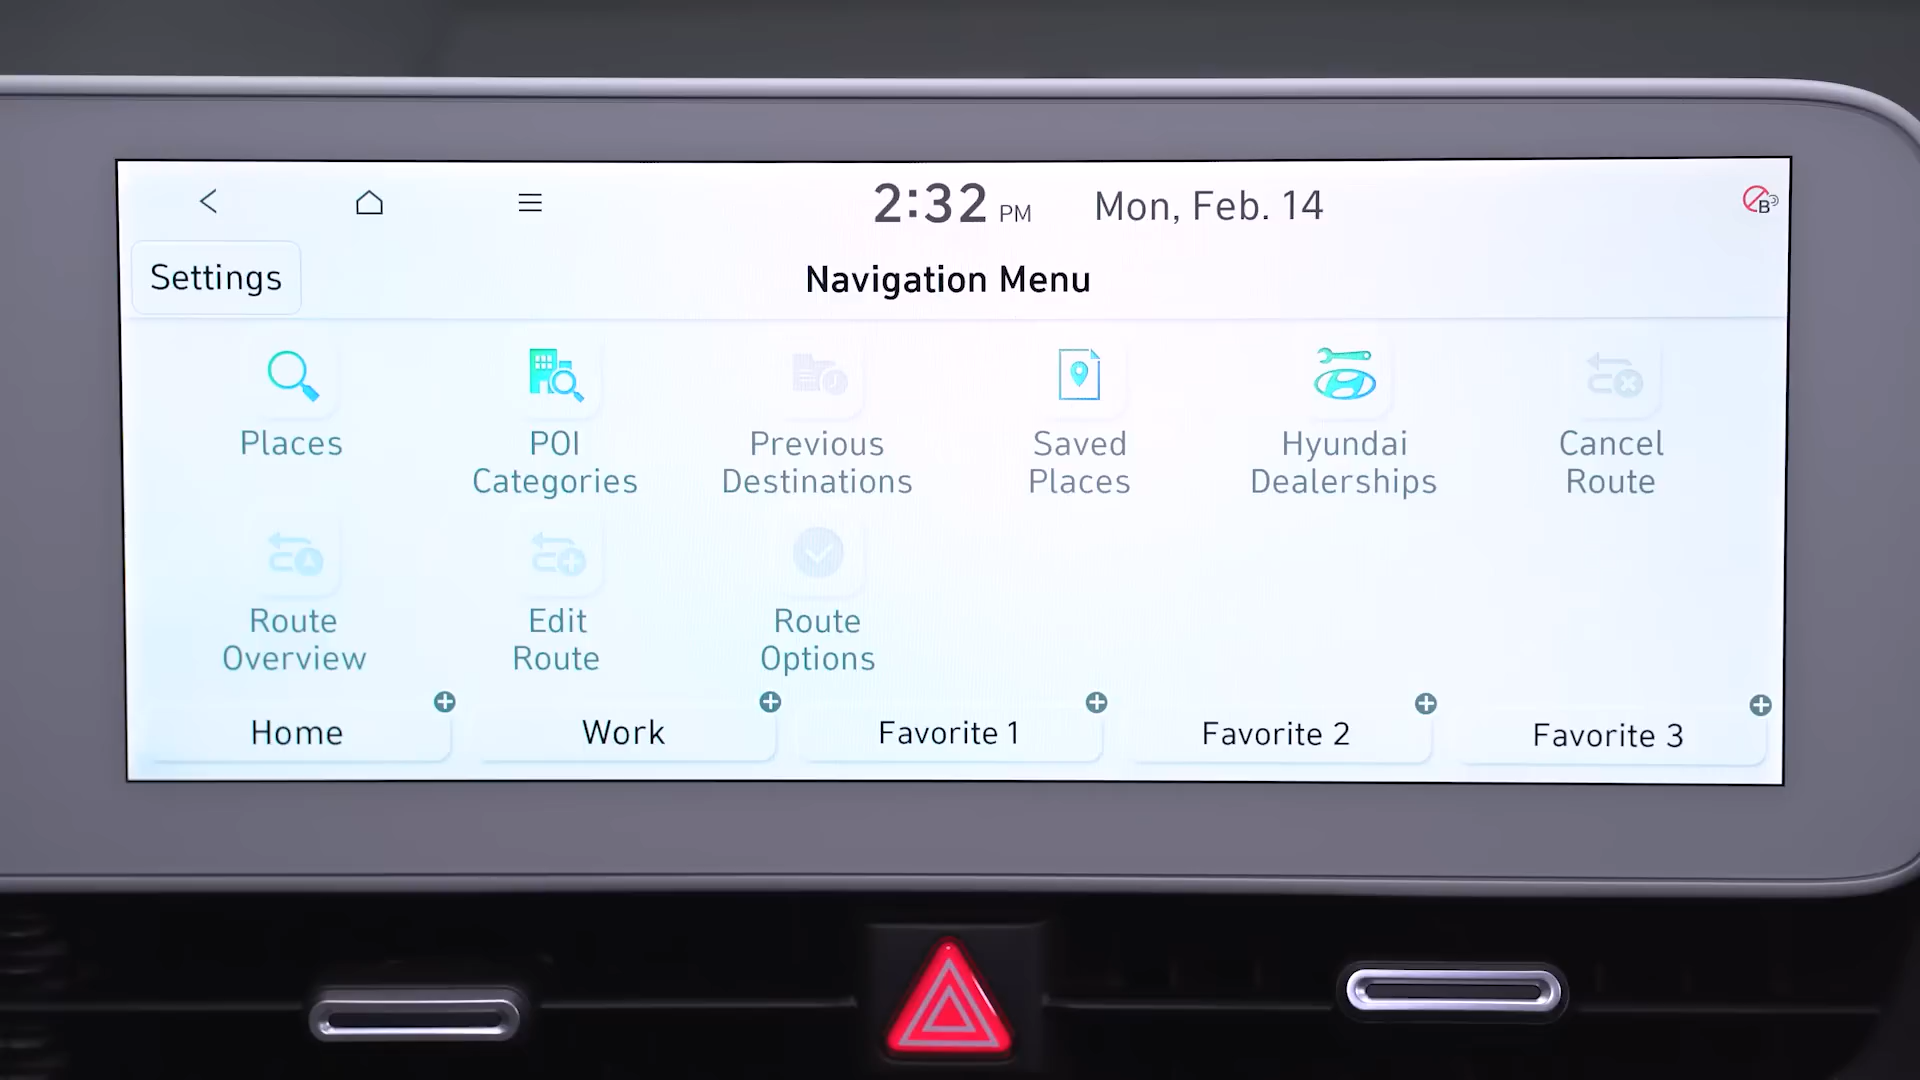 2:32 PM Mon, Feb. 14
B
Settings
Navigation Menu
Places
POI
Categories
Previous
Destinations
Saved
Places
Hyundai
Dealerships
Cancel
Route
Route
Overview
Edit
Route
Route
Options
Home
Work
Favorite 1
Favorite 2
Favorite 3